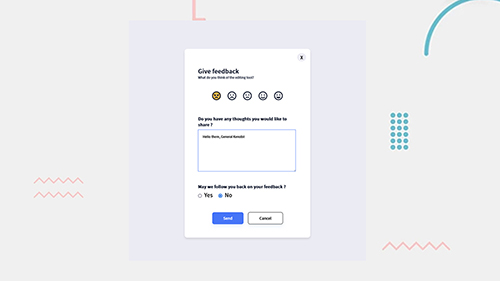 X
Give feedback
What do you think of the editing tool?
Do you have any thoughts you would like to
share ?
Hello there, General Kenobi!
May we follow you back on your feedback ?
Yes No
Send Cancel